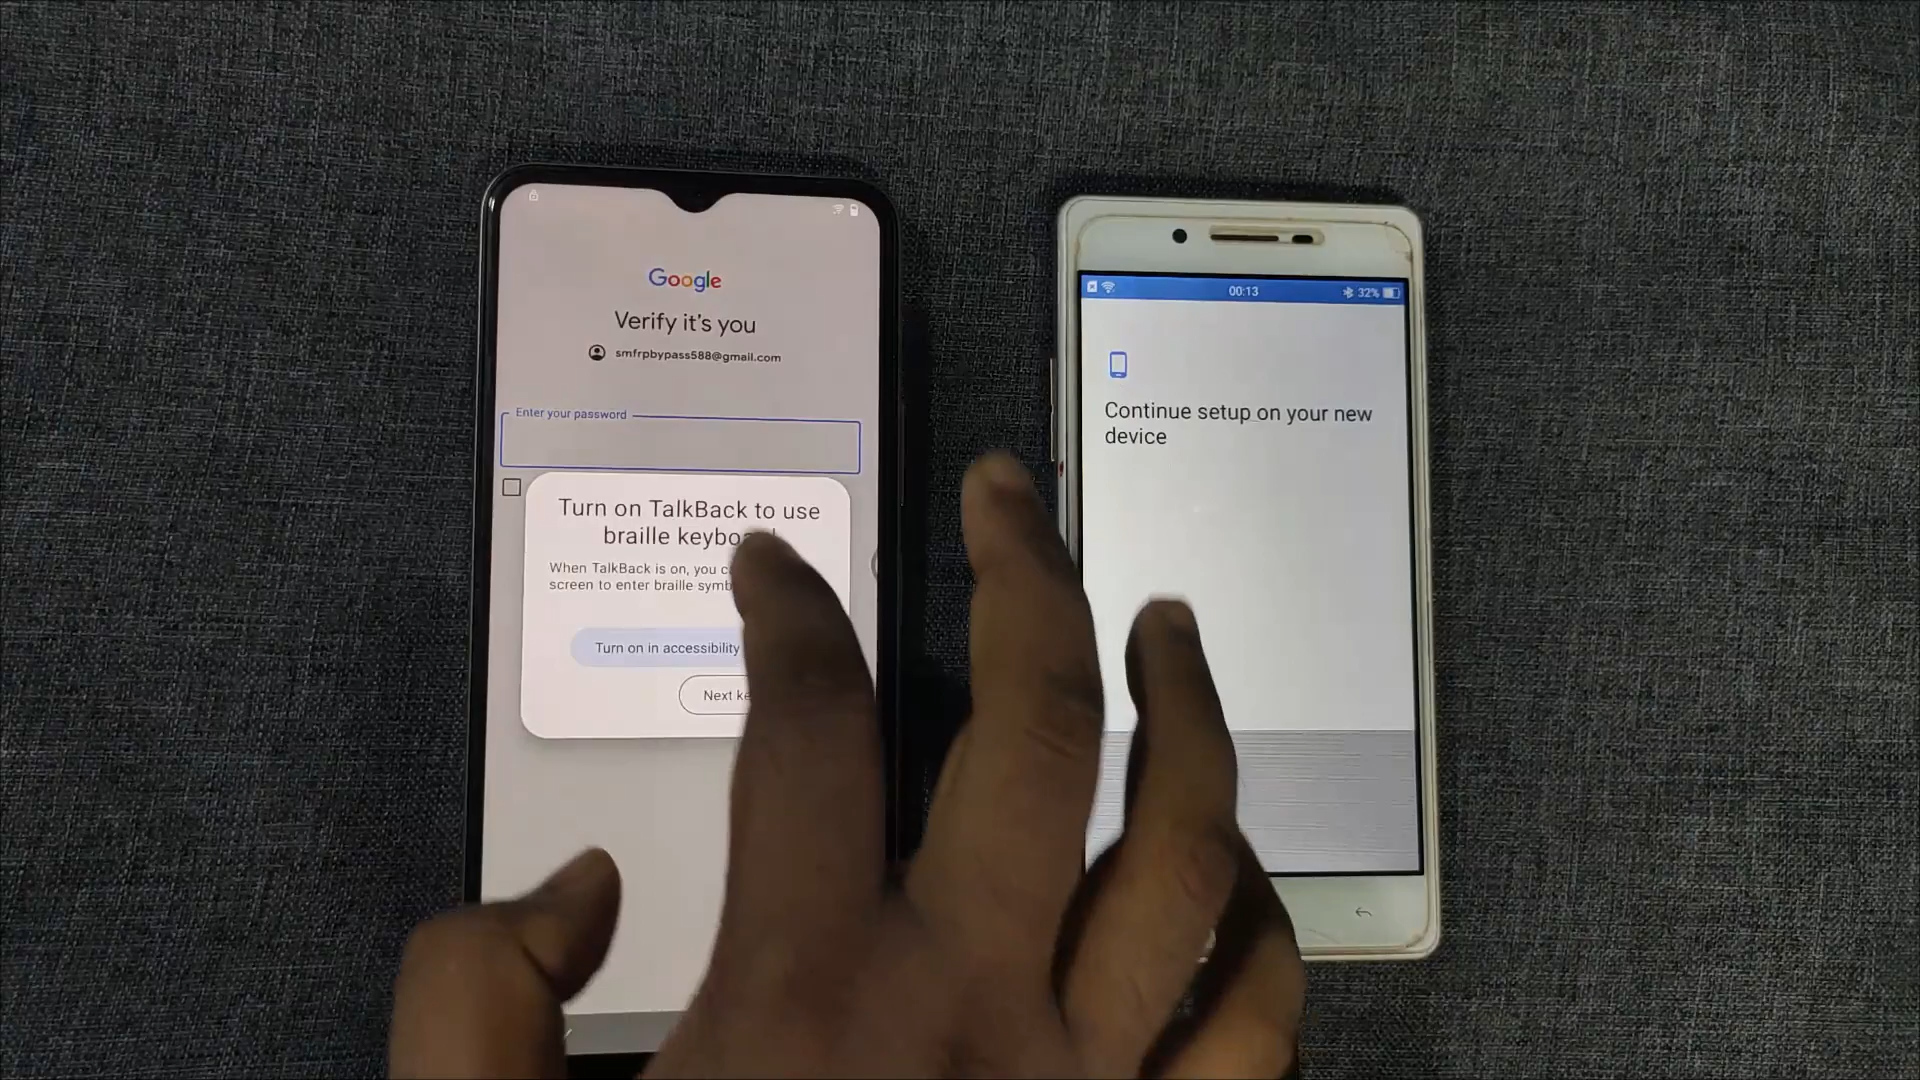 Google
Verify it's you
smfrpbypass588@gmail.com
Enter your password
Turn on TalkBack to use
braille
When TalkBack is on, you
screen to enter braille
Turn on in accessibility
Next
00:13
32%
Continue setup on your new
device